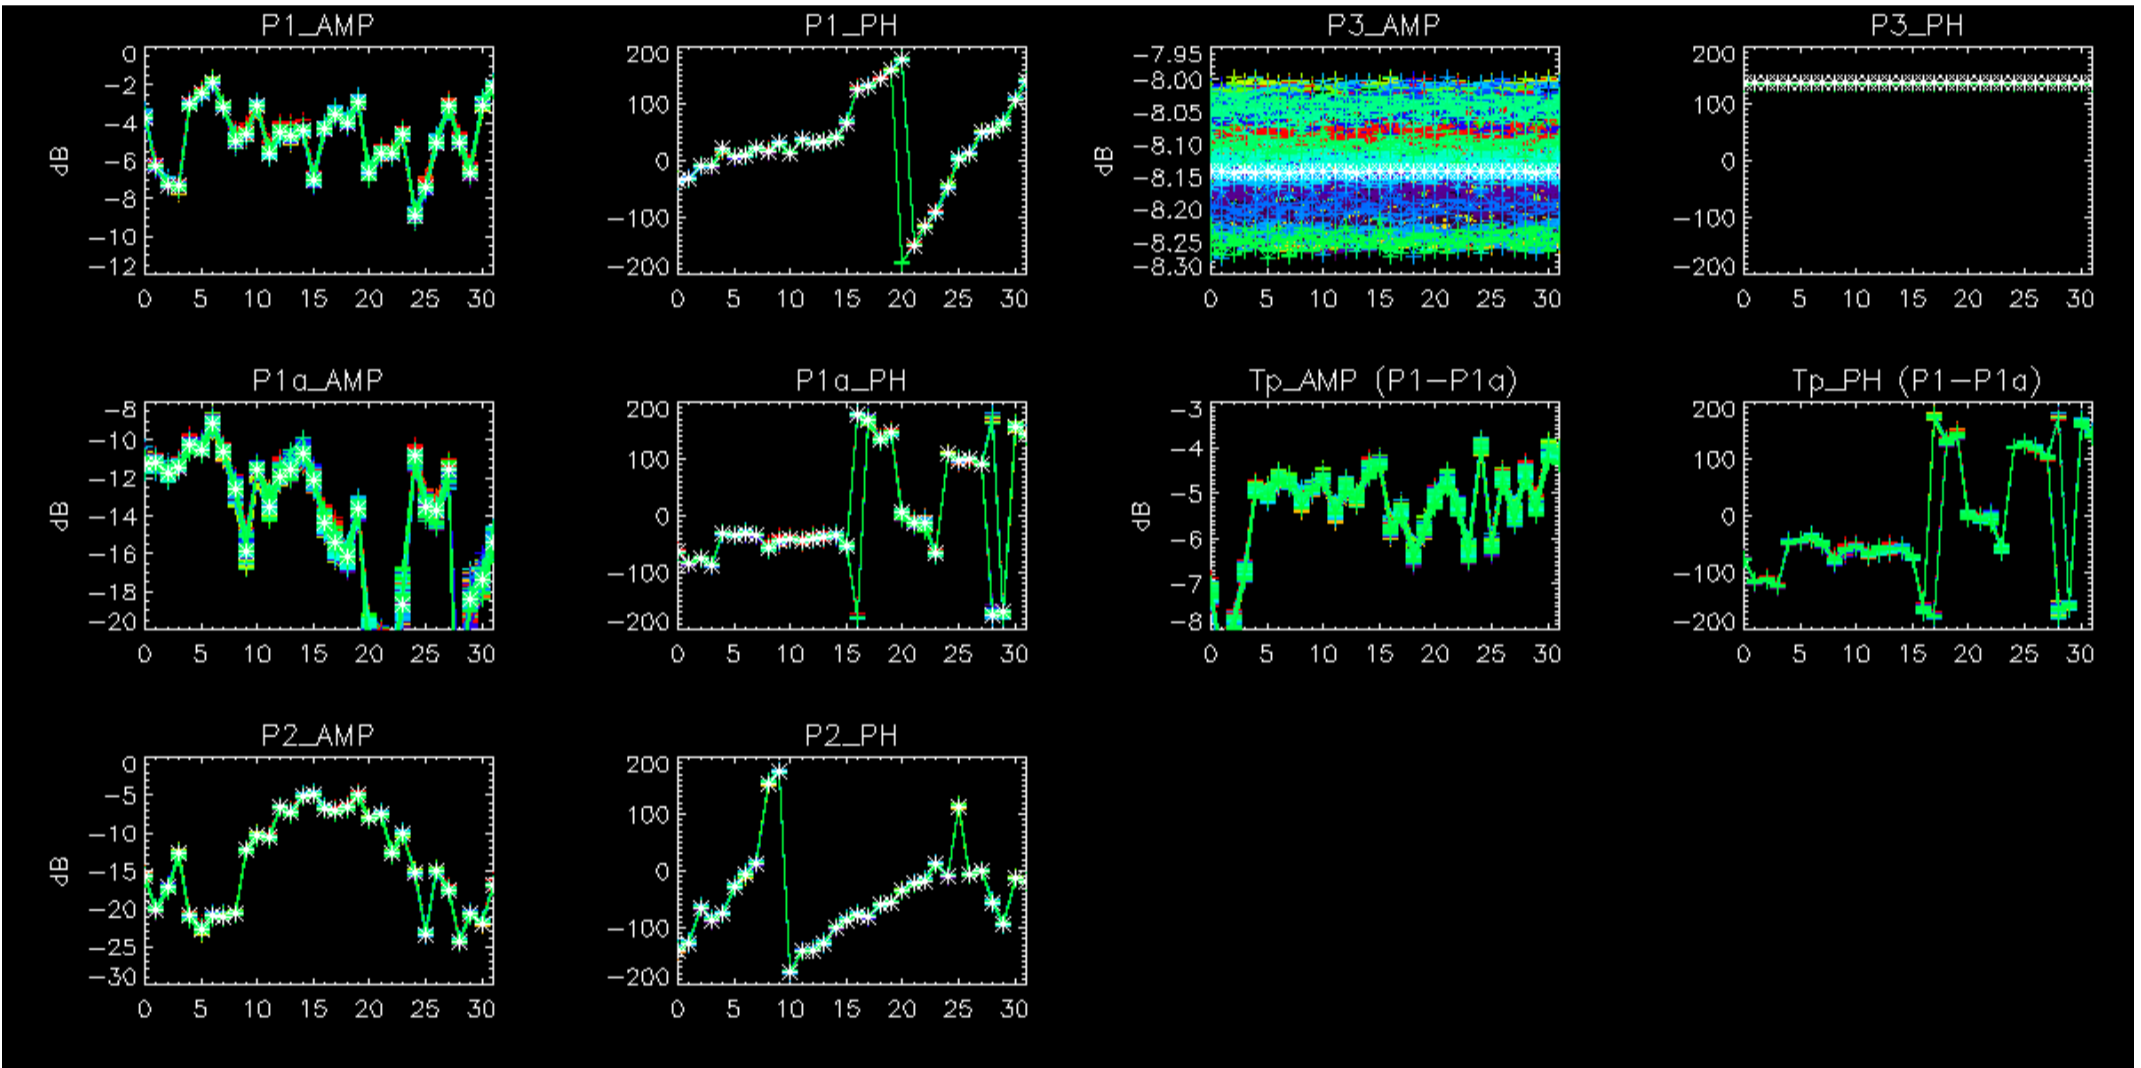 P1_AMP
0
−2
−4
−6
−8
−10
−12
dB
0 5 10 15 20 25 30
P1_PH
200
100
0
−100
−200
0 5 10 15 20 25 30
P3_AMP
−7.95
−8.00
−8.05
−8.10
−8.15
−8.20
−8.25
−8.30
dB
0 5 10 15 20 25 30
P3_PH
200
100
0
−100
−200
0 5 10 15 20 25 30
P1a_AMP
−8
−10
−12
−14
−16
−18
−20
dB
0 5 10 15 20 25 30
P1a_PH
200
100
0
−100
−200
0 5 10 15 20 25 30
Tp_AMP (P1−P1a)
−3
−4
−5
−6
−7
−8
dB
0 5 10 15 20 25 30
Tp_PH (P1−P1a)
200
100
0
−100
−200
0 5 10 15 20 25 30
P2_AMP
0
−5
−10
−15
−20
−25
−30
dB
0 5 10 15 20 25 30
P2_PH
200
100
0
−100
−200
0 5 10 15 20 25 30